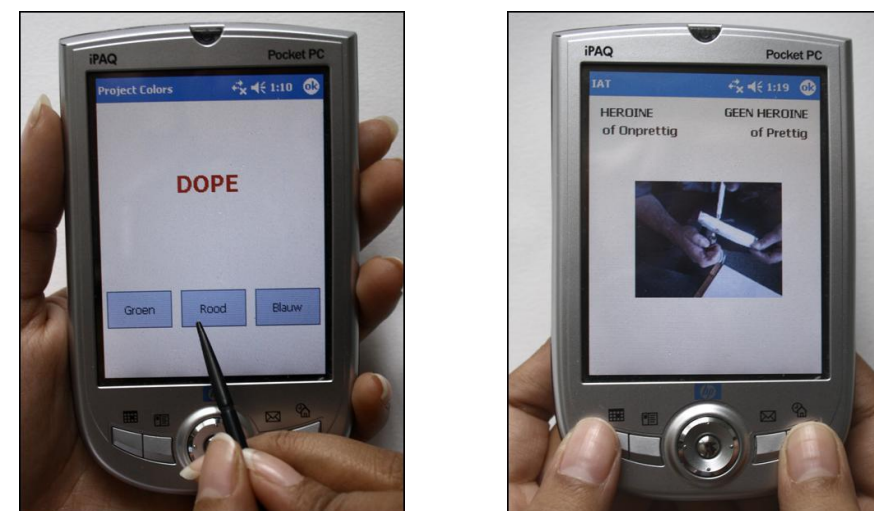 iPAQ Pocket PC
Project Colors 1:10 ok
DOPE
Groen Rood Blauw
iPAQ Pocket PC
IAT 1:19 ok
HEROINE GEEN HEROINE
of Onprettig of Prettig
hp